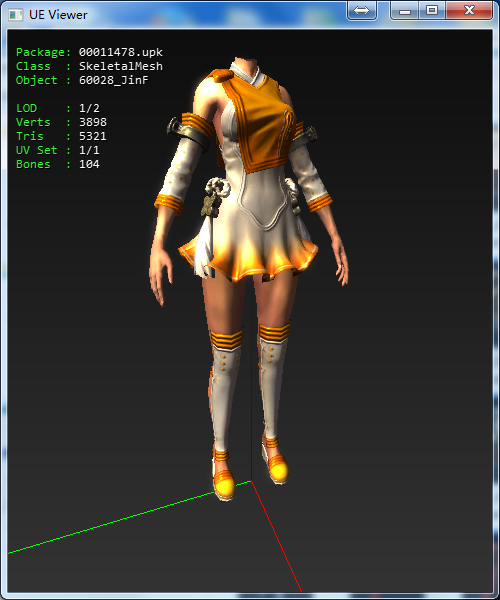 UE Viewer
Package: 00011478.upk
Class : SkeletalMesh
Object : 60028_JinF
LOD : 1/2
Verts : 3898
Tris : 5321
UV Set : 1/1
Bones : 104